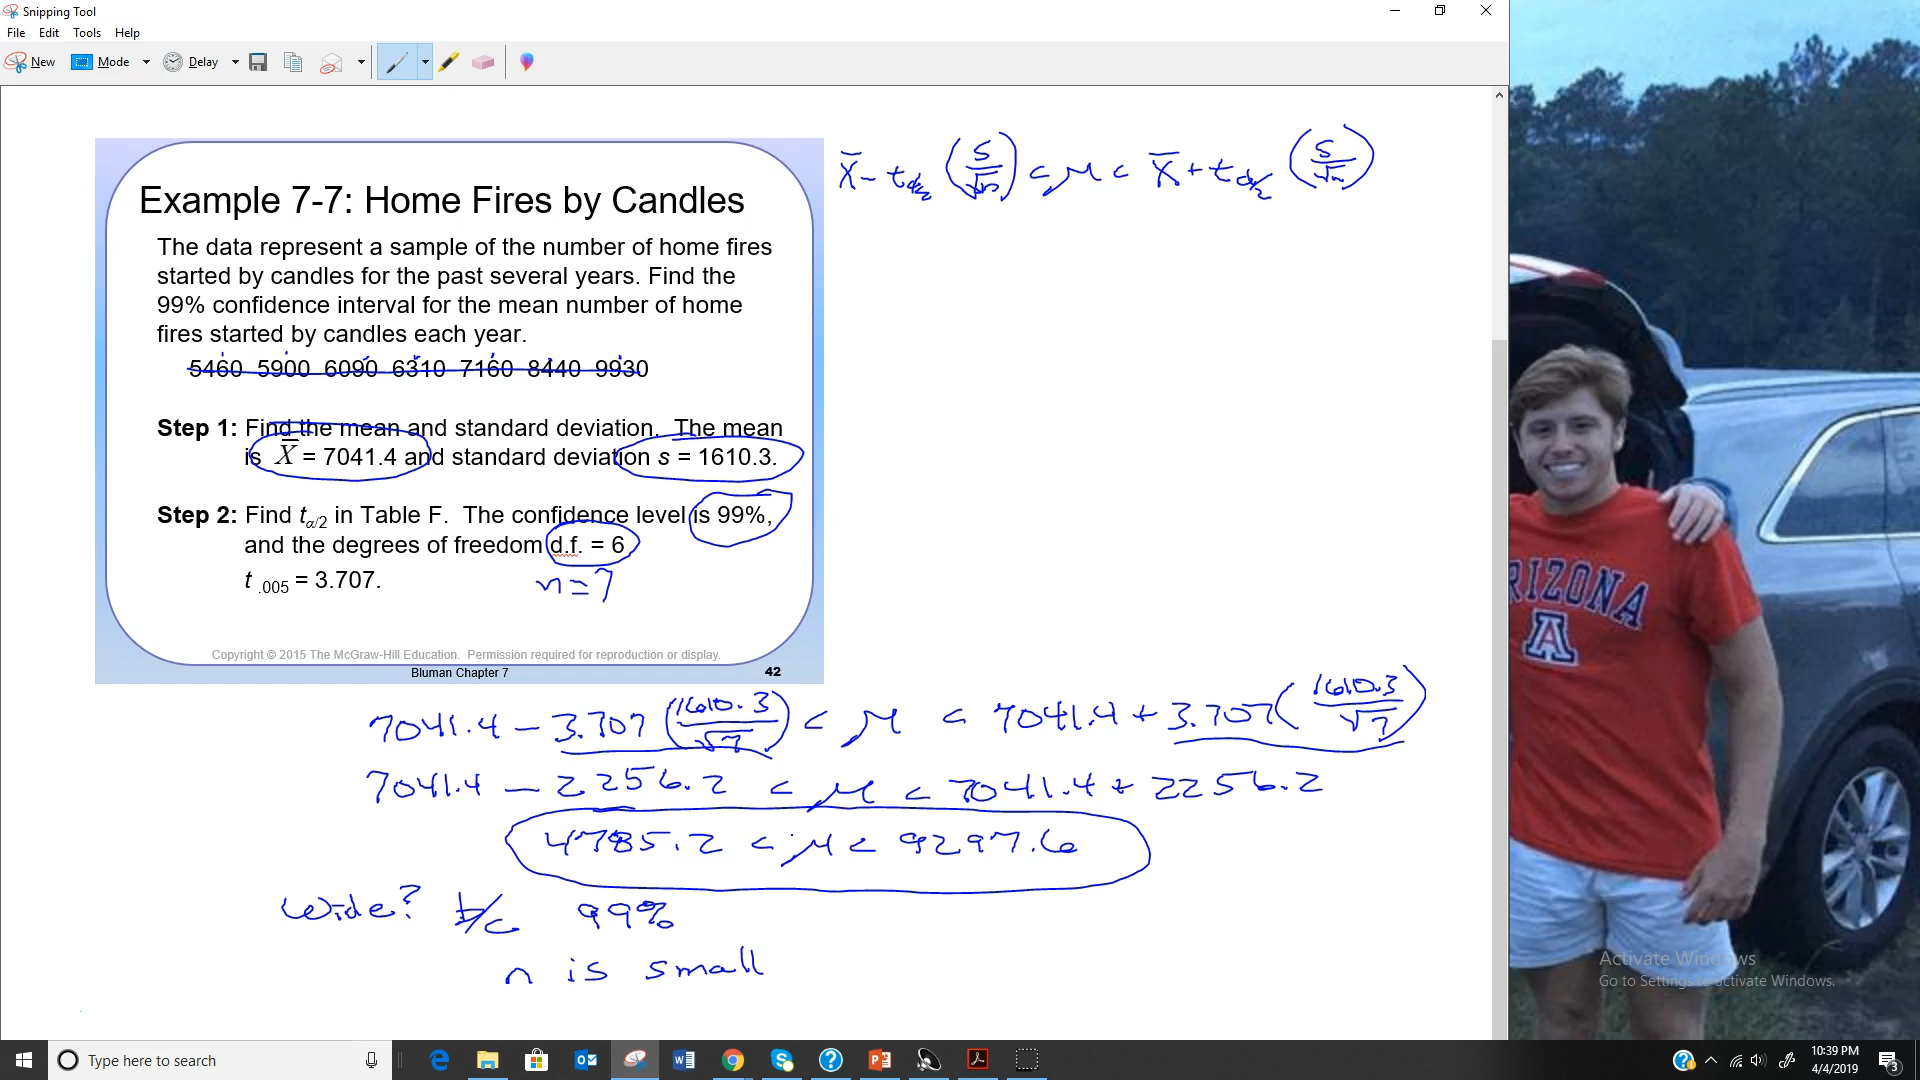 Snipping Tool
File Edit Tools Help
New Mode Delay
x̄ - tα/2 (s/√n) < μ < x̄ + tα/2 (s/√n)
Example 7-7: Home Fires by Candles
The data represent a sample of the number of home fires
started by candles for the past several years. Find the
99% confidence interval for the mean number of home
fires started by candles each year.
5460 5900 6090 6310 7160 8440 9930
Step 1: Find the mean and standard deviation. The mean
is X̄ = 7041.4 and standard deviation s = 1610.3.
Step 2: Find tα/2 in Table F. The confidence level is 99%,
and the degrees of freedom d.f. = 6
t .005 = 3.707.
n = 7
Copyright © 2015 The McGraw-Hill Education. Permission required for reproduction or display.
Bluman Chapter 7
42
7041.4 - 3.707 (1610.3/√7) < μ < 7041.4 + 3.707 (1610.3/√7)
7041.4 - 2256.2 < μ < 7041.4 + 2256.2
4785.2 < μ < 9297.6
Wide? b/c 99%
n is small
RIZONA
A
Activate Windows
Go to Settings to activate Windows.
Type here to search
10:39 PM
4/4/2019
3